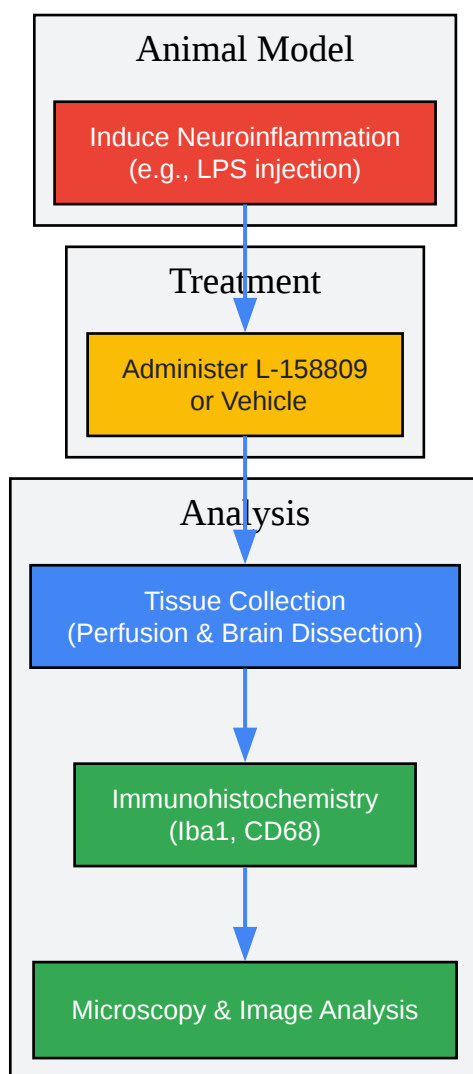 Animal Model
Induce Neuroinflammation
(e.g., LPS injection)
Treatment
Administer L-158809
or Vehicle
Analysis
Tissue Collection
(Perfusion & Brain Dissection)
Immunohistochemistry
(Iba1, CD68)
Microscopy & Image Analysis